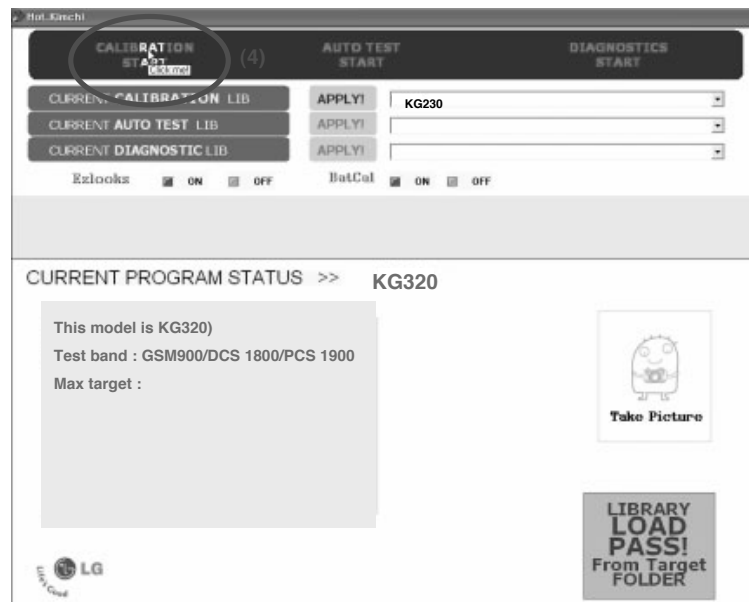 Hot_Kimchi
CALIBRATION START
Click me!
(4)
AUTO TEST START
DIAGNOSTICS START
CURRENT CALIBRATION LIB
APPLY!
KG230
CURRENT AUTO TEST LIB
APPLY!
CURRENT DIAGNOSTIC LIB
APPLY!
Ezlooks ON OFF
BatCal ON OFF
CURRENT PROGRAM STATUS >> KG320
This model is KG320)
Test band : GSM900/DCS 1800/PCS 1900
Max target :
Take Picture
LIBRARY
LOAD
PASS!
From Target
FOLDER
Life's Good
LG